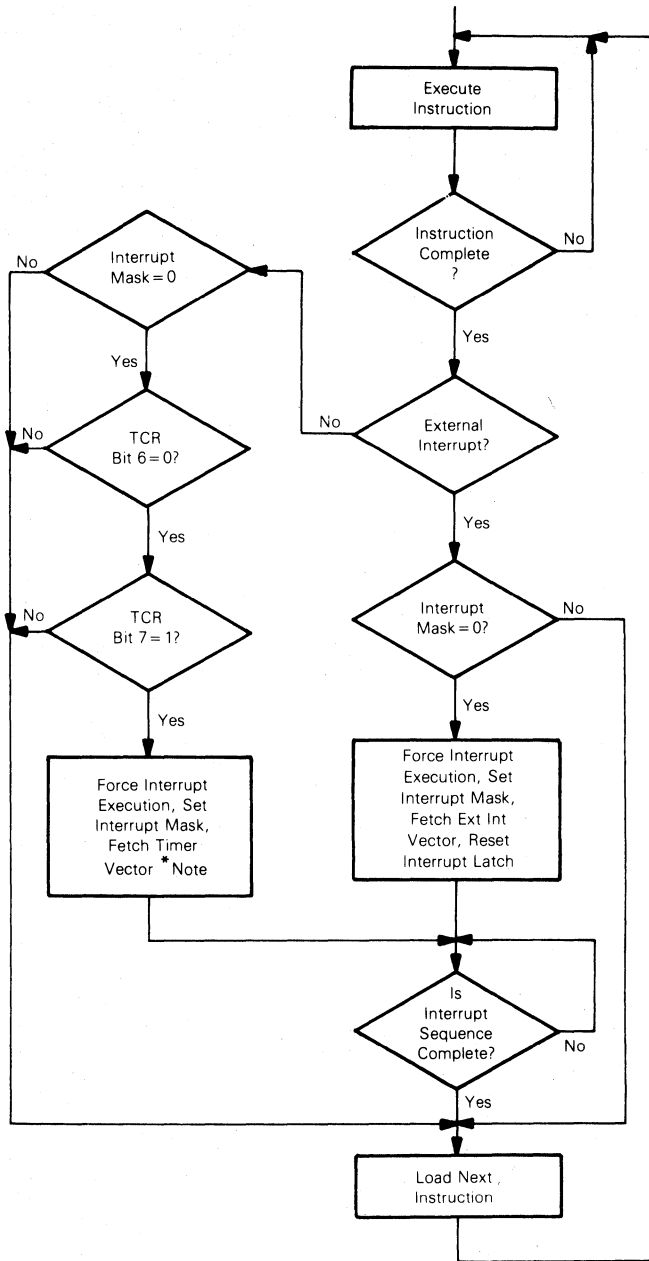 Execute
Instruction
Instruction
Complete
?
No
Yes
Interrupt
Mask = 0
No
Yes
External
Interrupt?
No
Yes
TCR
Bit 6 = 0?
No
Yes
TCR
Bit 7 = 1?
No
Yes
Interrupt
Mask = 0?
No
Yes
Force Interrupt
Execution, Set
Interrupt Mask,
Fetch Timer
Vector *Note
Force Interrupt
Execution, Set
Interrupt Mask,
Fetch Ext Int
Vector, Reset
Interrupt Latch
Is
Interrupt
Sequence
Complete?
No
Yes
Load Next
Instruction